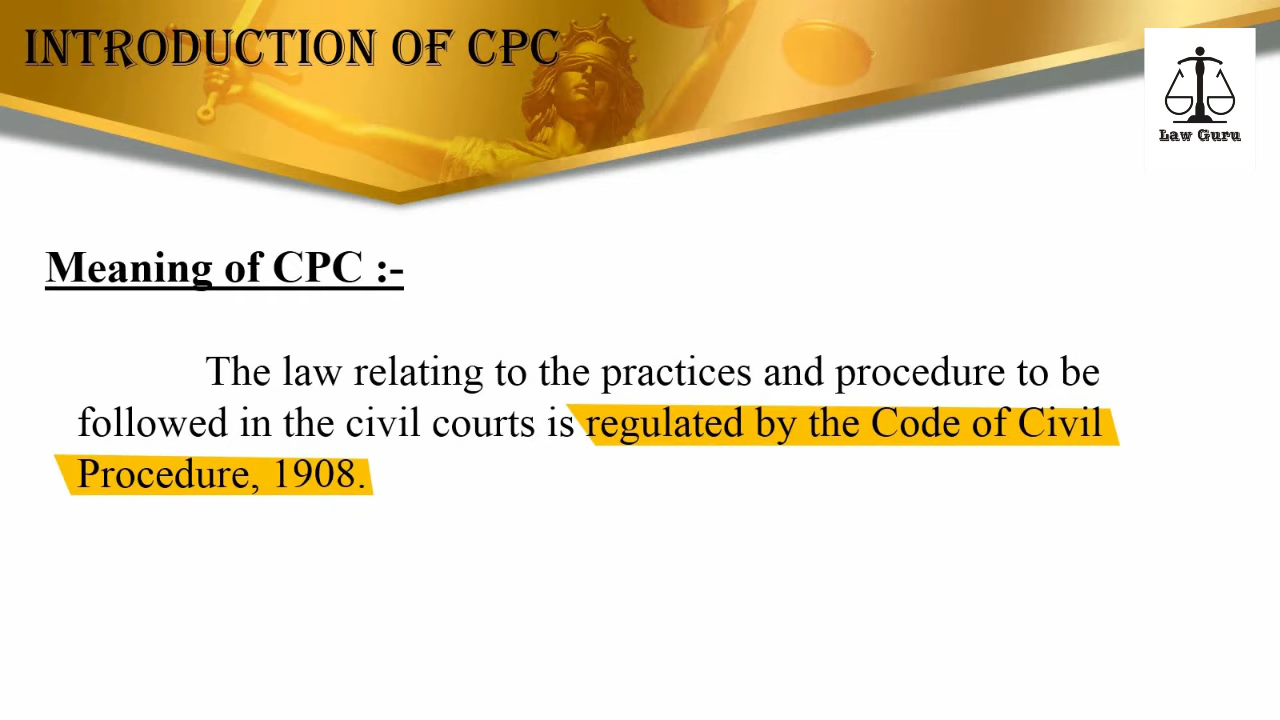 INTRODUCTION OF CPC
Law Guru
Meaning of CPC :-
The law relating to the practices and procedure to be
followed in the civil courts is regulated by the Code of Civil
Procedure, 1908.